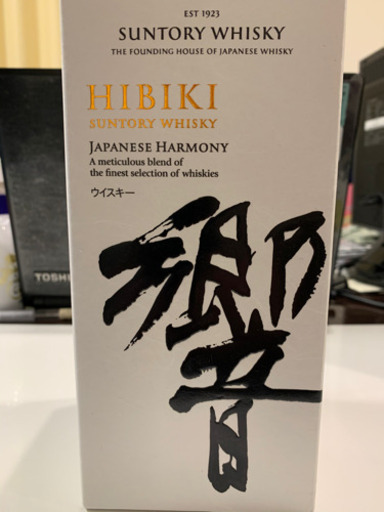 EST 1923
SUNTORY WHISKY
THE FOUNDING HOUSE OF JAPANESE WHISKY
HIBIKI
SUNTORY WHISKY
JAPANESE HARMONY
A meticulous blend of
the finest selection of whiskies
ウイスキー
響
TOSHI